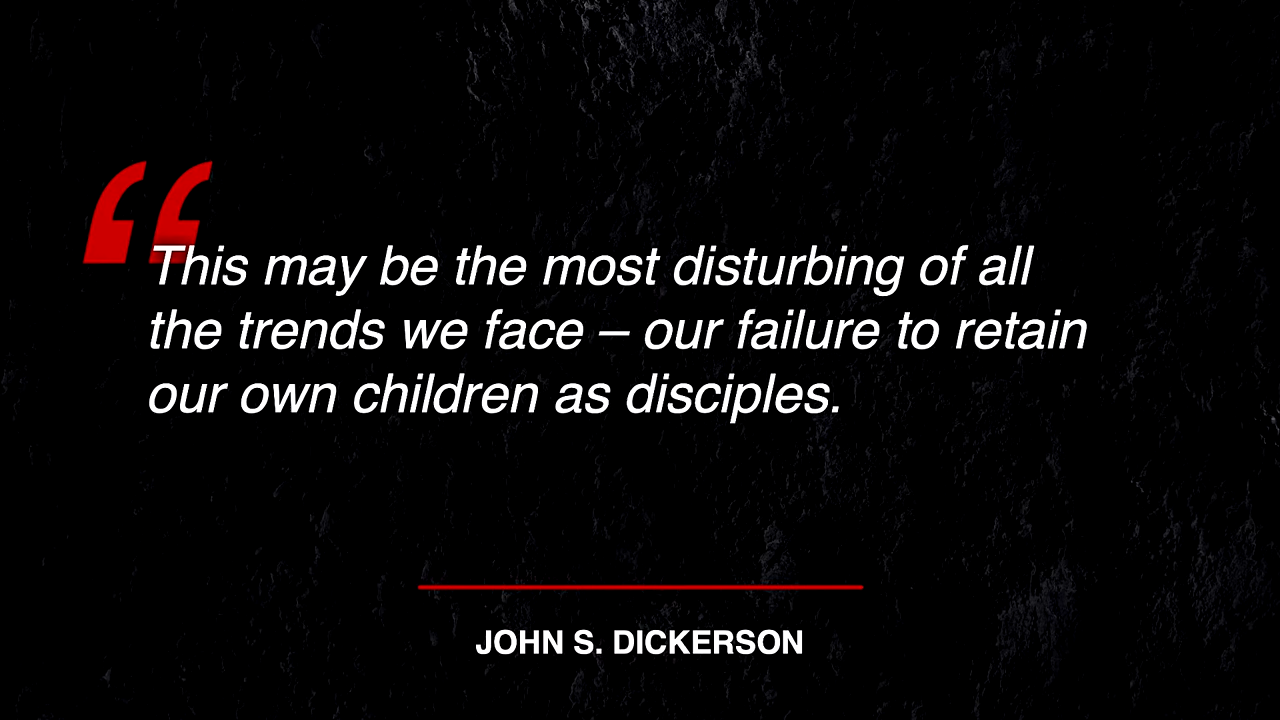 “
This may be the most disturbing of all
the trends we face – our failure to retain
our own children as disciples.
JOHN S. DICKERSON